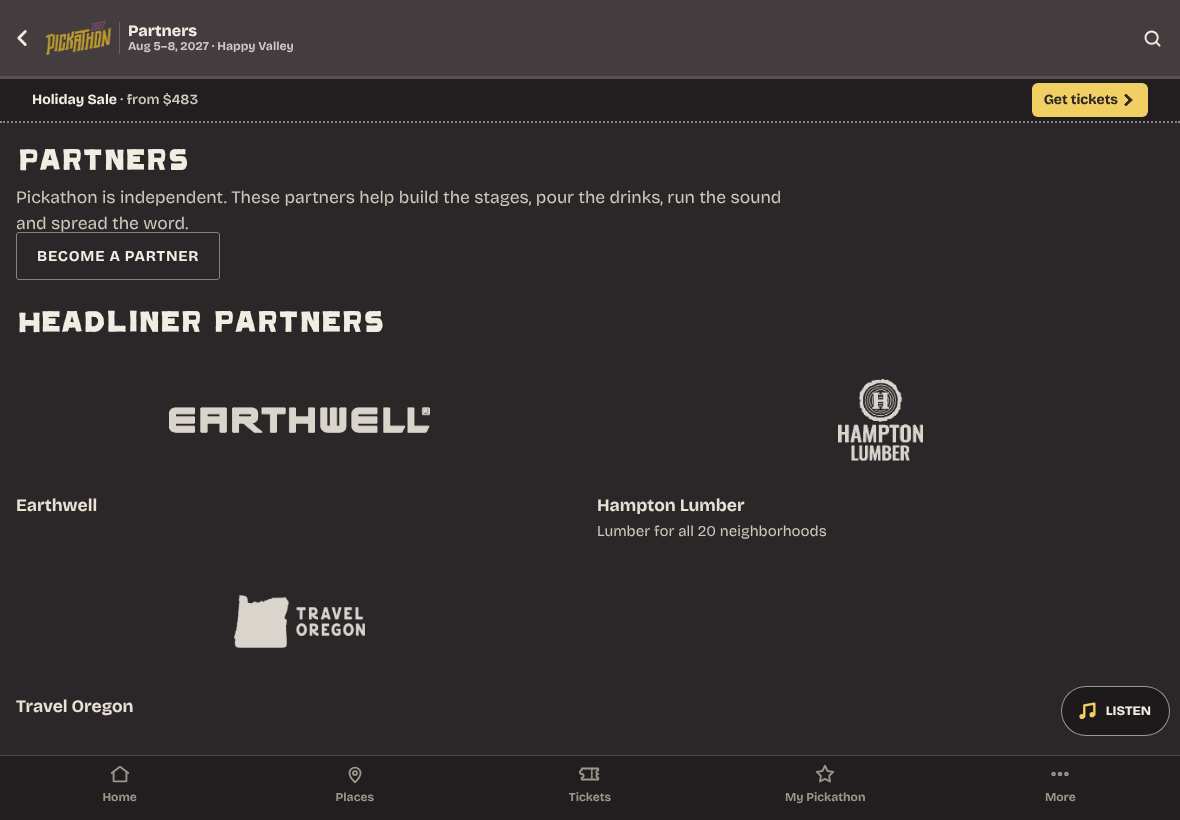 PICKATHON
Partners
Aug 5–8, 2027 · Happy Valley
Holiday Sale · from $483
Get tickets
PARTNERS
Pickathon is independent. These partners help build the stages, pour the drinks, run the sound
and spread the word.
BECOME A PARTNER
HEADLINER PARTNERS
EARTHWELL
H
HAMPTON
LUMBER
Earthwell
Hampton Lumber
Lumber for all 20 neighborhoods
TRAVEL
OREGON
Travel Oregon
LISTEN
Home
Places
Tickets
My Pickathon
More